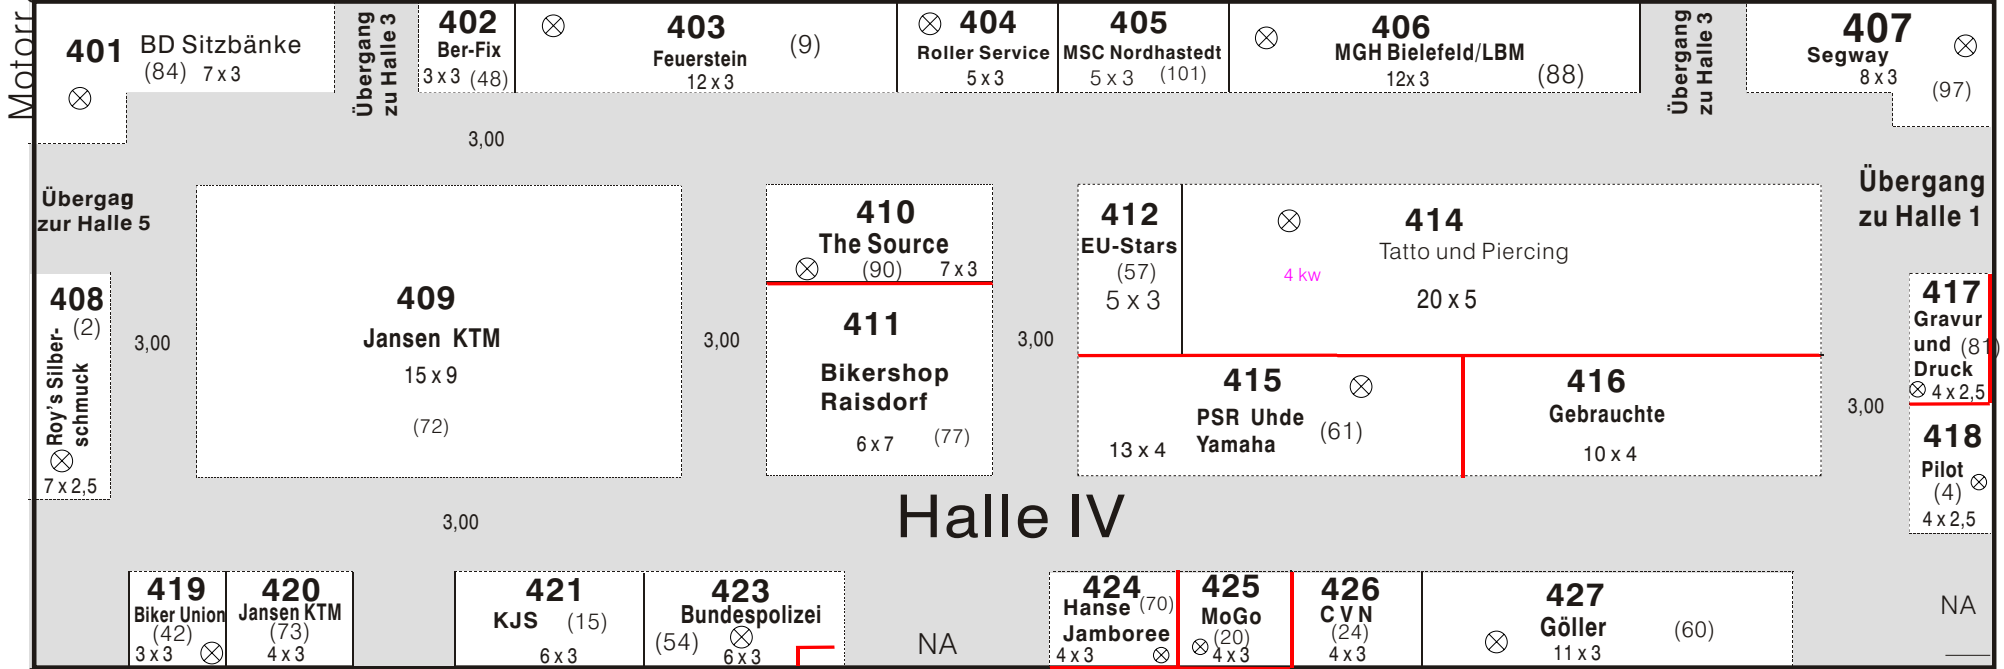 Motorr
401
BD Sitzbänke
(84) 7 x 3
Übergang
zu Halle 3
402
Ber-Fix
3 x 3 (48)
403
Feuerstein
12 x 3
(9)
404
Roller Service
5 x 3
405
MSC Nordhastedt
5 x 3 (101)
406
MGH Bielefeld/LBM
12x 3
(88)
Übergang
zu Halle 3
407
Segway
8 x 3
(97)
3,00
Übergag
zur Halle 5
Übergang
zu Halle 1
408
(2)
Roy's Silber-
schmuck
7 x 2,5
3,00
409
Jansen KTM
15 x 9
(72)
3,00
410
The Source
(90) 7 x 3
411
Bikershop
Raisdorf
6 x 7 (77)
3,00
412
EU-Stars
(57)
5 x 3
414
Tatto und Piercing
4 kw
20 x 5
415
PSR Uhde
Yamaha
(61)
13 x 4
416
Gebrauchte
10 x 4
3,00
417
Gravur
und (81)
Druck
4 x 2,5
418
Pilot
(4)
4 x 2,5
3,00
Halle IV
419
Biker Union
(42)
3 x 3
420
Jansen KTM
(73)
4 x 3
421
KJS (15)
6 x 3
423
Bundespolizei
(54)
6 x 3
NA
424
Hanse (70)
Jamboree
4 x 3
425
MoGo
(20)
4 x 3
426
C V N
(24)
4 x 3
427
Göller
11 x 3
(60)
NA